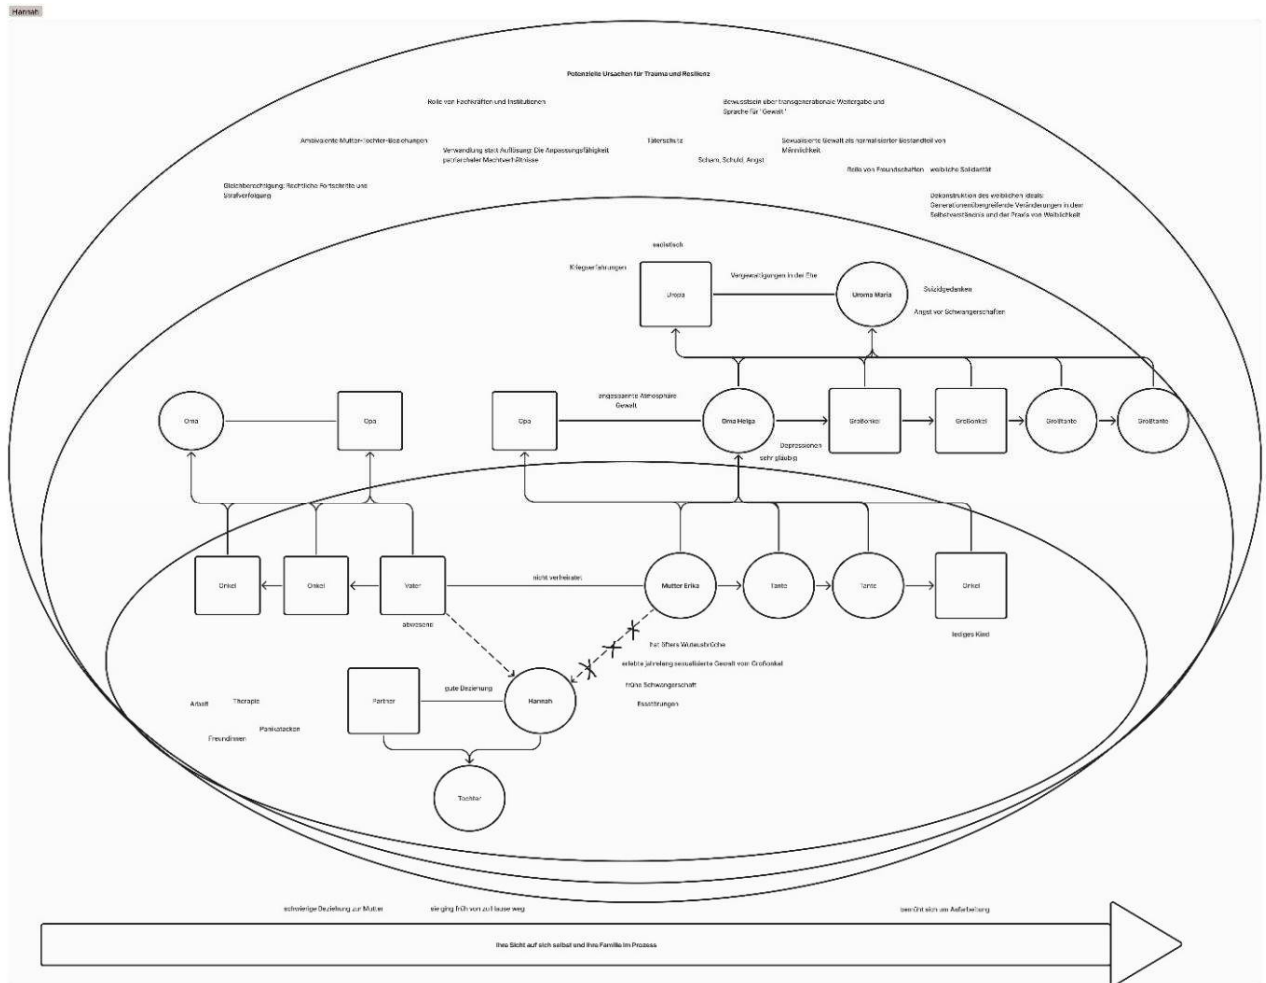 Hannah
Potenzielle Ursachen für Trauma und Resilienz
Rolle von Fachkräften und Institutionen
Bewusstsein über transgenerationale Weitergabe und
Sprache für "Gewalt"
Ambivalente Mutter-Tochter-Beziehungen
Verwandlung statt Auflösung: Die Anpassungsfähigkeit
patriarchaler Machtverhältnisse
Täterschutz
Sexualisierte Gewalt als normalisierter Bestandteil von
Männlichkeit
Scham, Schuld, Angst
Rolle von Freundschaften
weibliche Solidarität
Gleichberechtigung: Rechtliche Fortschritte und
Strafverfolgung
Dekonstruktion des weiblichen Ideals:
Generationenübergreifende Veränderungen in dem
Selbstverständnis und der Praxis von Weiblichkeit
sadistisch
Kriegserfahrungen
Uropa
Vergewaltigungen in der Ehe
Uroma Maria
Suizidgedanken
Angst vor Schwangerschaften
Oma
Opa
Opa
angespannte Atmosphäre
Gewalt
Oma Helga
Großonkel
Großonkel
Großtante
Großtante
Depressionen
sehr gläubig
Onkel
Onkel
Vater
nicht verheiratet
Mutter Erika
Tante
Tante
Onkel
abwesend
lediges Kind
hat öfters Wutausbrüche
erlebte jahrelang sexualisierte Gewalt vom Großonkel
frühe Schwangerschaft
Essstörungen
Partner
gute Beziehung
Hannah
Arbeit
Therapie
Panikattacken
Freundinnen
Tochter
schwierige Beziehung zur Mutter
sie ging früh von zu Hause weg
bemüht sich um Aufarbeitung
Ihre Sicht auf sich selbst und ihre Familie im Prozess